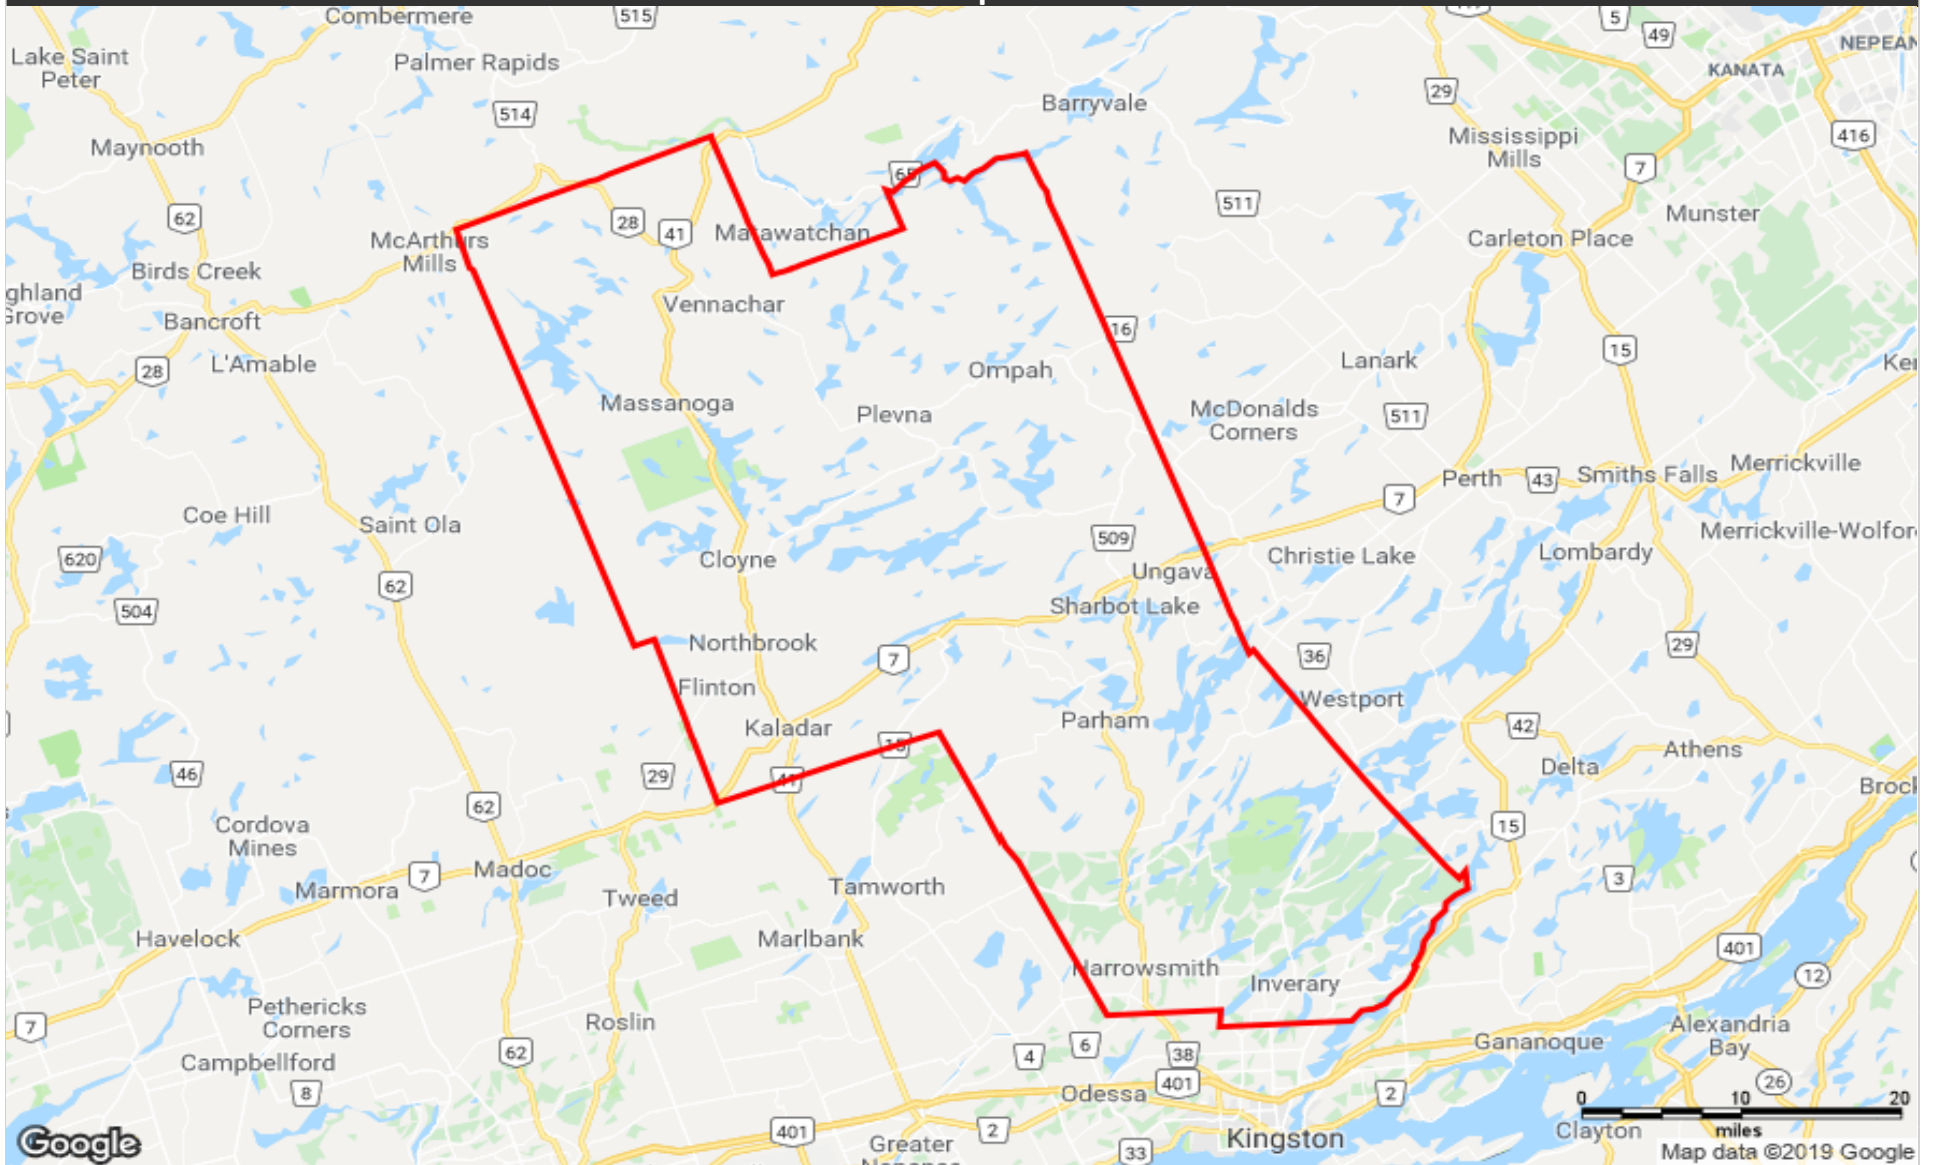 Combermere
515
5
49
NEPEAN
Lake Saint
Peter
Palmer Rapids
KANATA
29
Barryvale
514
416
Maynooth
Mississippi
Mills
7
65
62
511
Munster
28
41
Matawatchan
McArthurs
Mills
Carleton Place
Birds Creek
ghland
Grove
Vennachar
Bancroft
16
15
L'Amable
28
Lanark
Ompah
Ke
Massanoga
Plevna
McDonalds
Corners
511
Merrickville
Perth
43
Smiths Falls
7
Coe Hill
Saint Ola
Merrickville-Wolfor
509
620
Cloyne
Christie Lake
Lombardy
Ungava
62
504
Sharbot Lake
Northbrook
29
7
36
Flinton
Westport
Kaladar
Parham
42
15
Athens
46
29
41
Delta
Brock
62
Cordova
Mines
15
Madoc
7
Marmora
Tamworth
3
Tweed
Havelock
Marlbank
401
Harrowsmith
12
Inverary
Pethericks
Corners
7
Roslin
Alexandria
Bay
62
4
6
38
Gananoque
Campbellford
8
Odessa
401
2
26
0
10
20
miles
401
2
Clayton
Google
Greater
33
Kingston
Map data ©2019 Google